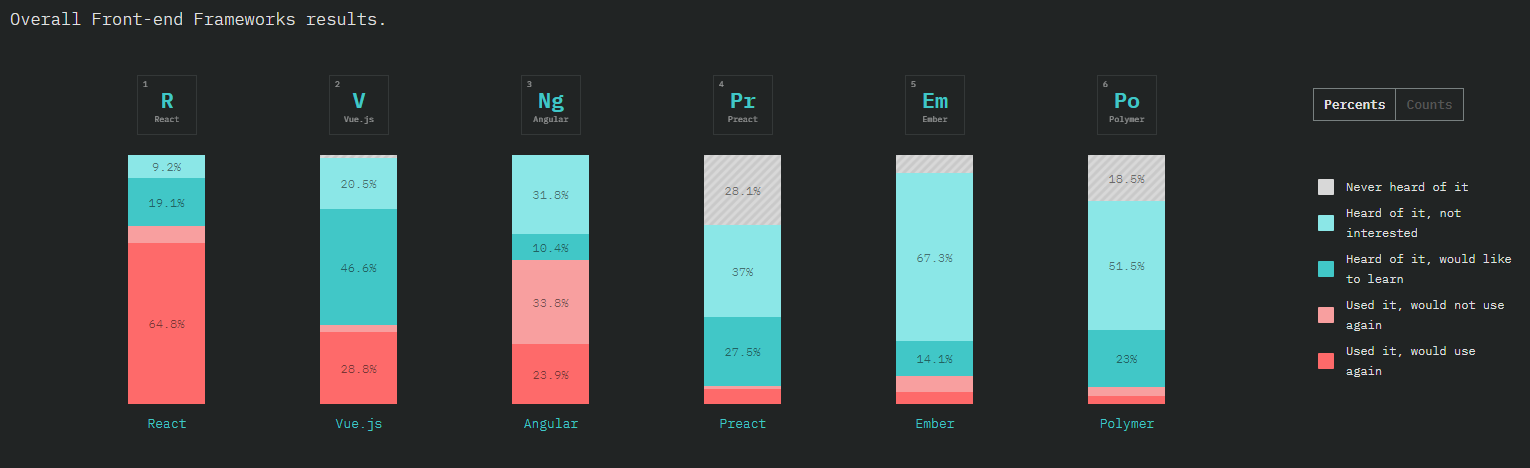 Overall Front-end Frameworks results.
1
R
React
2
V
Vue.js
3
Ng
Angular
4
Pr
Preact
5
Em
Ember
6
Po
Polymer
Percents
Counts
9.2%
19.1%
64.8%
20.5%
46.6%
28.8%
31.8%
10.4%
33.8%
23.9%
28.1%
37%
27.5%
67.3%
14.1%
18.5%
51.5%
23%
React
Vue.js
Angular
Preact
Ember
Polymer
Never heard of it
Heard of it, not
interested
Heard of it, would like
to learn
Used it, would not use
again
Used it, would use
again